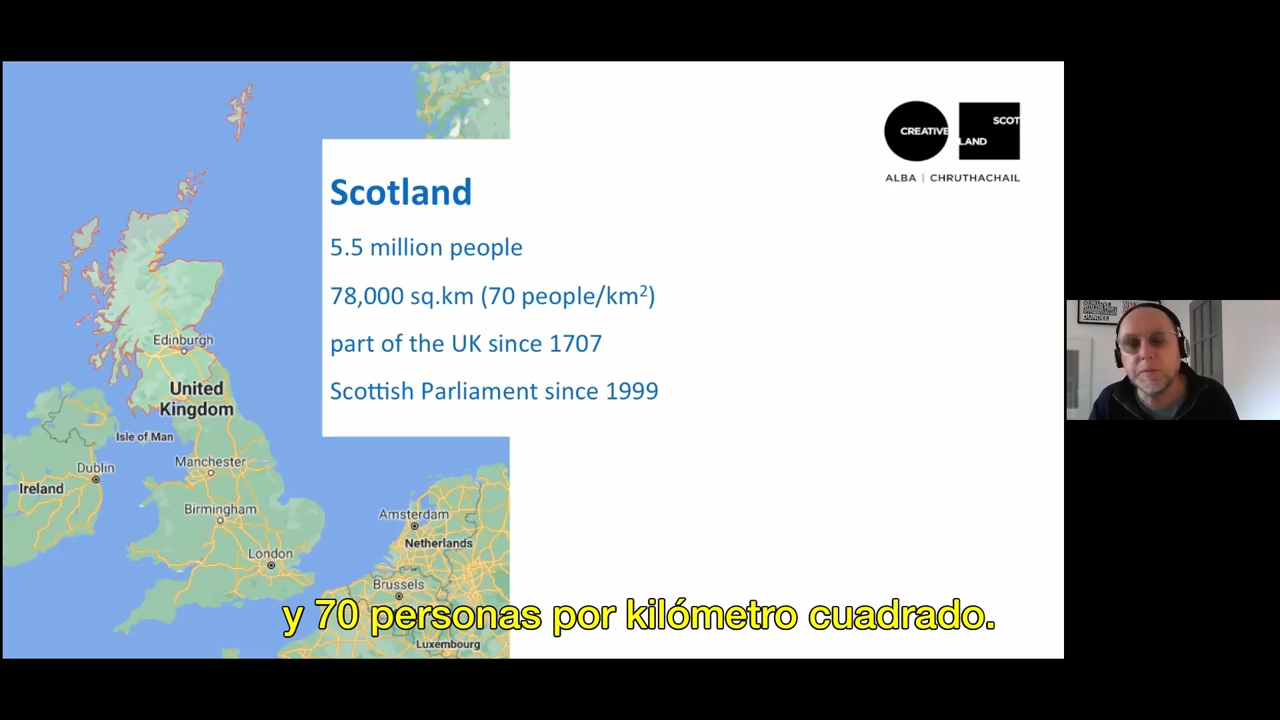 CREATIVE
SCOT
LAND
ALBA | CHRUTHACHAIL
Scotland
5.5 million people
78,000 sq.km (70 people/km²)
part of the UK since 1707
Scottish Parliament since 1999
Edinburgh
United
Kingdom
Isle of Man
Dublin
Manchester
Ireland
Birmingham
Amsterdam
Netherlands
London
Brussels
Luxembourg
y 70 personas por kilómetro cuadrado.
DUNDEE